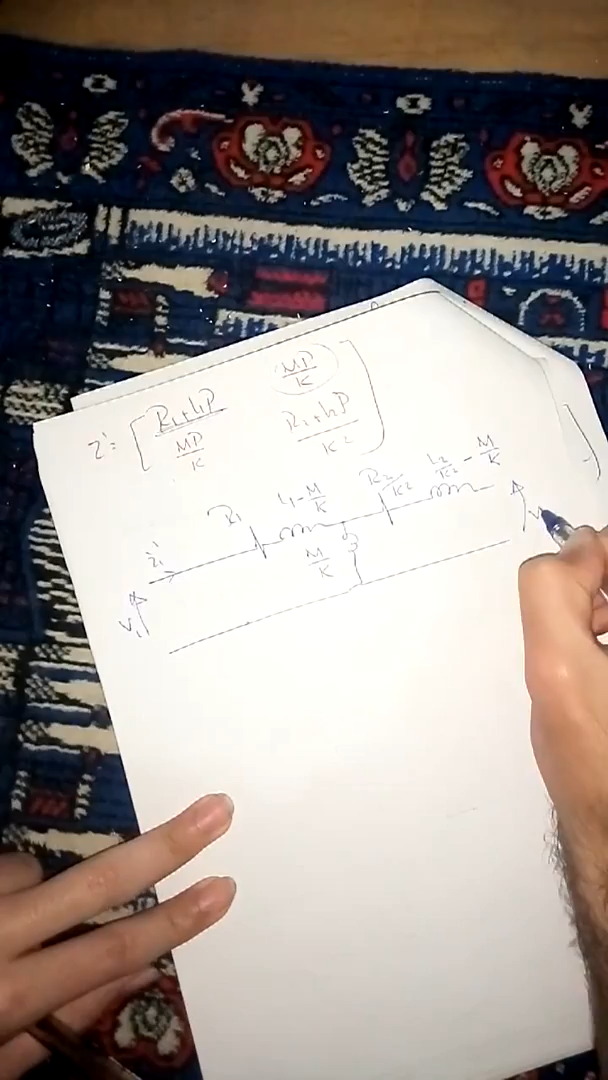 Z' = [ R1+L1P MP/K
MP/K R2+L2P/K² ]
R1 L1-M/K R2/K² L2/K² - M/K
i1 M/K
V1 V